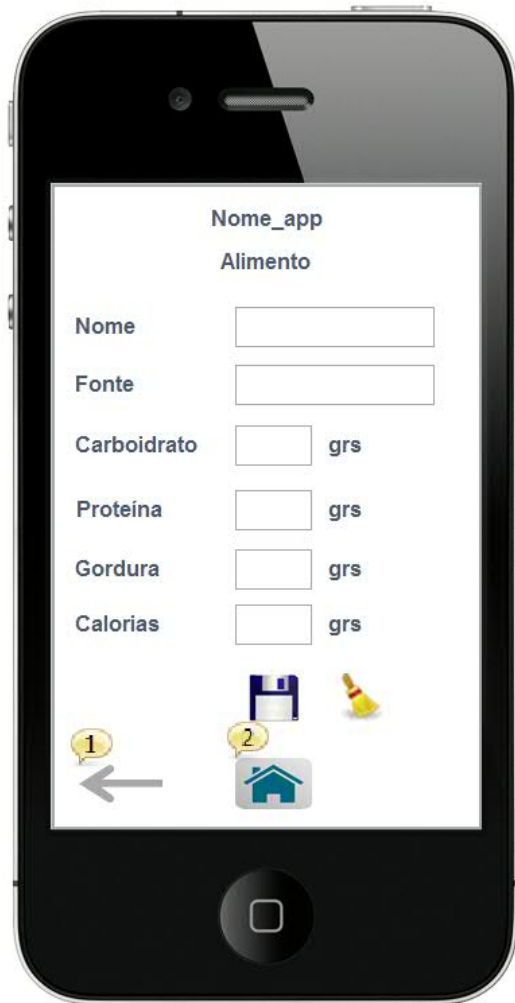 Nome_app
Alimento
Nome
Fonte
Carboidrato grs
Proteína grs
Gordura grs
Calorias grs
1 2